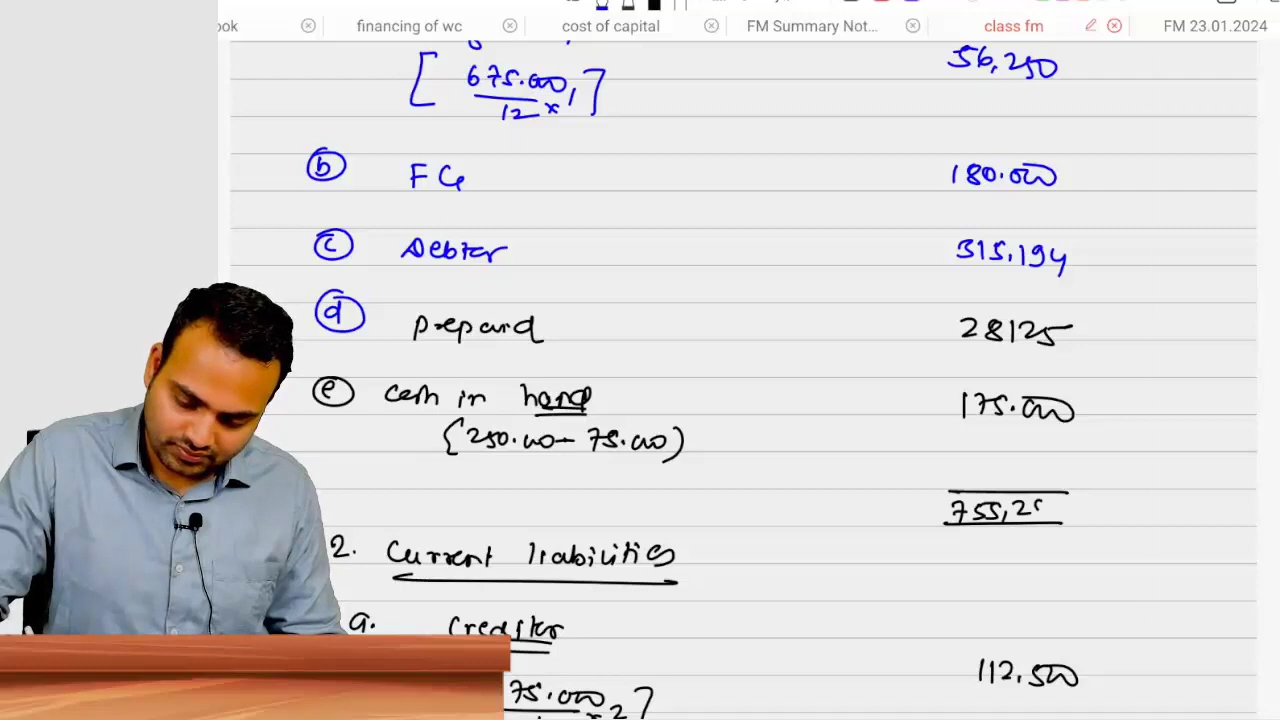 ook financing of wc cost of capital FM Summary Not... class fm FM 23.01.2024
[ 675.000 / 12 x 1 ] 56,250
b FG 180.000
c Debtor 315,194
d prepaid 28125
e cash in hand 175.000
{250.000 - 75.000)
755,2
2. Current liabilities
a. Creditor
112.500
75.000 x 2 ]